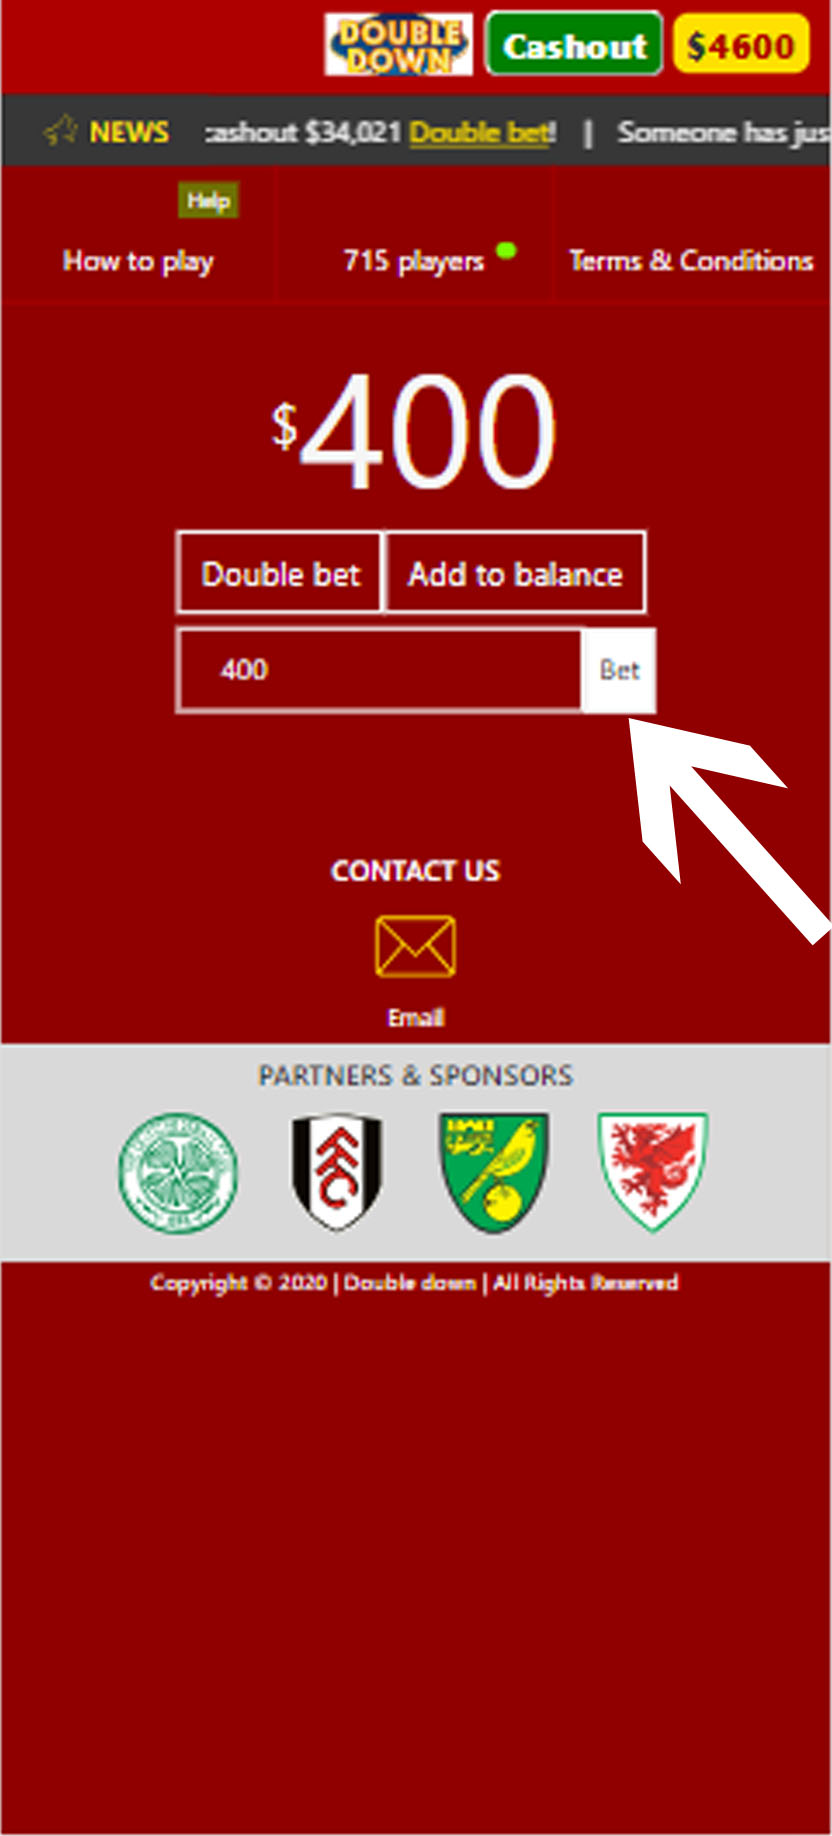 DOUBLE
DOWN
Cashout
$4600
NEWS cashout $34,021 Double bet! | Someone has jus
Help
How to play
715 players
Terms & Conditions
$400
Double bet
Add to balance
400
Bet
CONTACT US
Email
PARTNERS & SPONSORS
Copyright © 2020 | Double down | All Rights Reserved